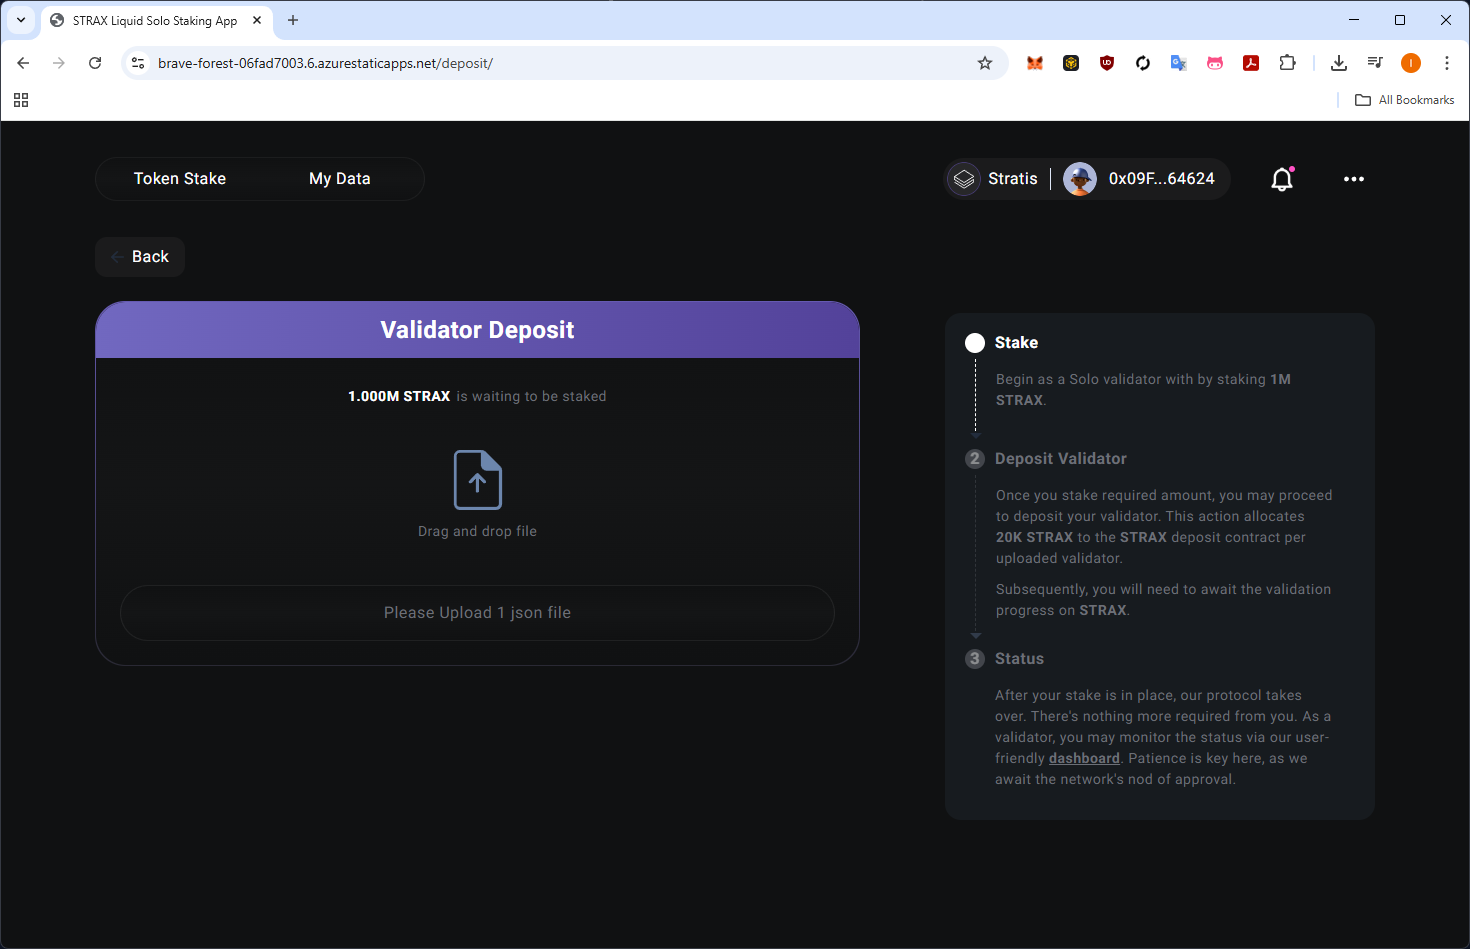 STRAX Liquid Solo Staking App
brave-forest-06fad7003.6.azurestaticapps.net/deposit/
I
All Bookmarks
Token Stake
My Data
Stratis
0x09F...64624
Back
Validator Deposit
1.000M STRAX is waiting to be staked
Drag and drop file
Please Upload 1 json file
Stake
Begin as a Solo validator with by staking 1M
STRAX.
2 Deposit Validator
Once you stake required amount, you may proceed
to deposit your validator. This action allocates
20K STRAX to the STRAX deposit contract per
uploaded validator.
Subsequently, you will need to await the validation
progress on STRAX.
3 Status
After your stake is in place, our protocol takes
over. There's nothing more required from you. As a
validator, you may monitor the status via our user-
friendly dashboard. Patience is key here, as we
await the network's nod of approval.